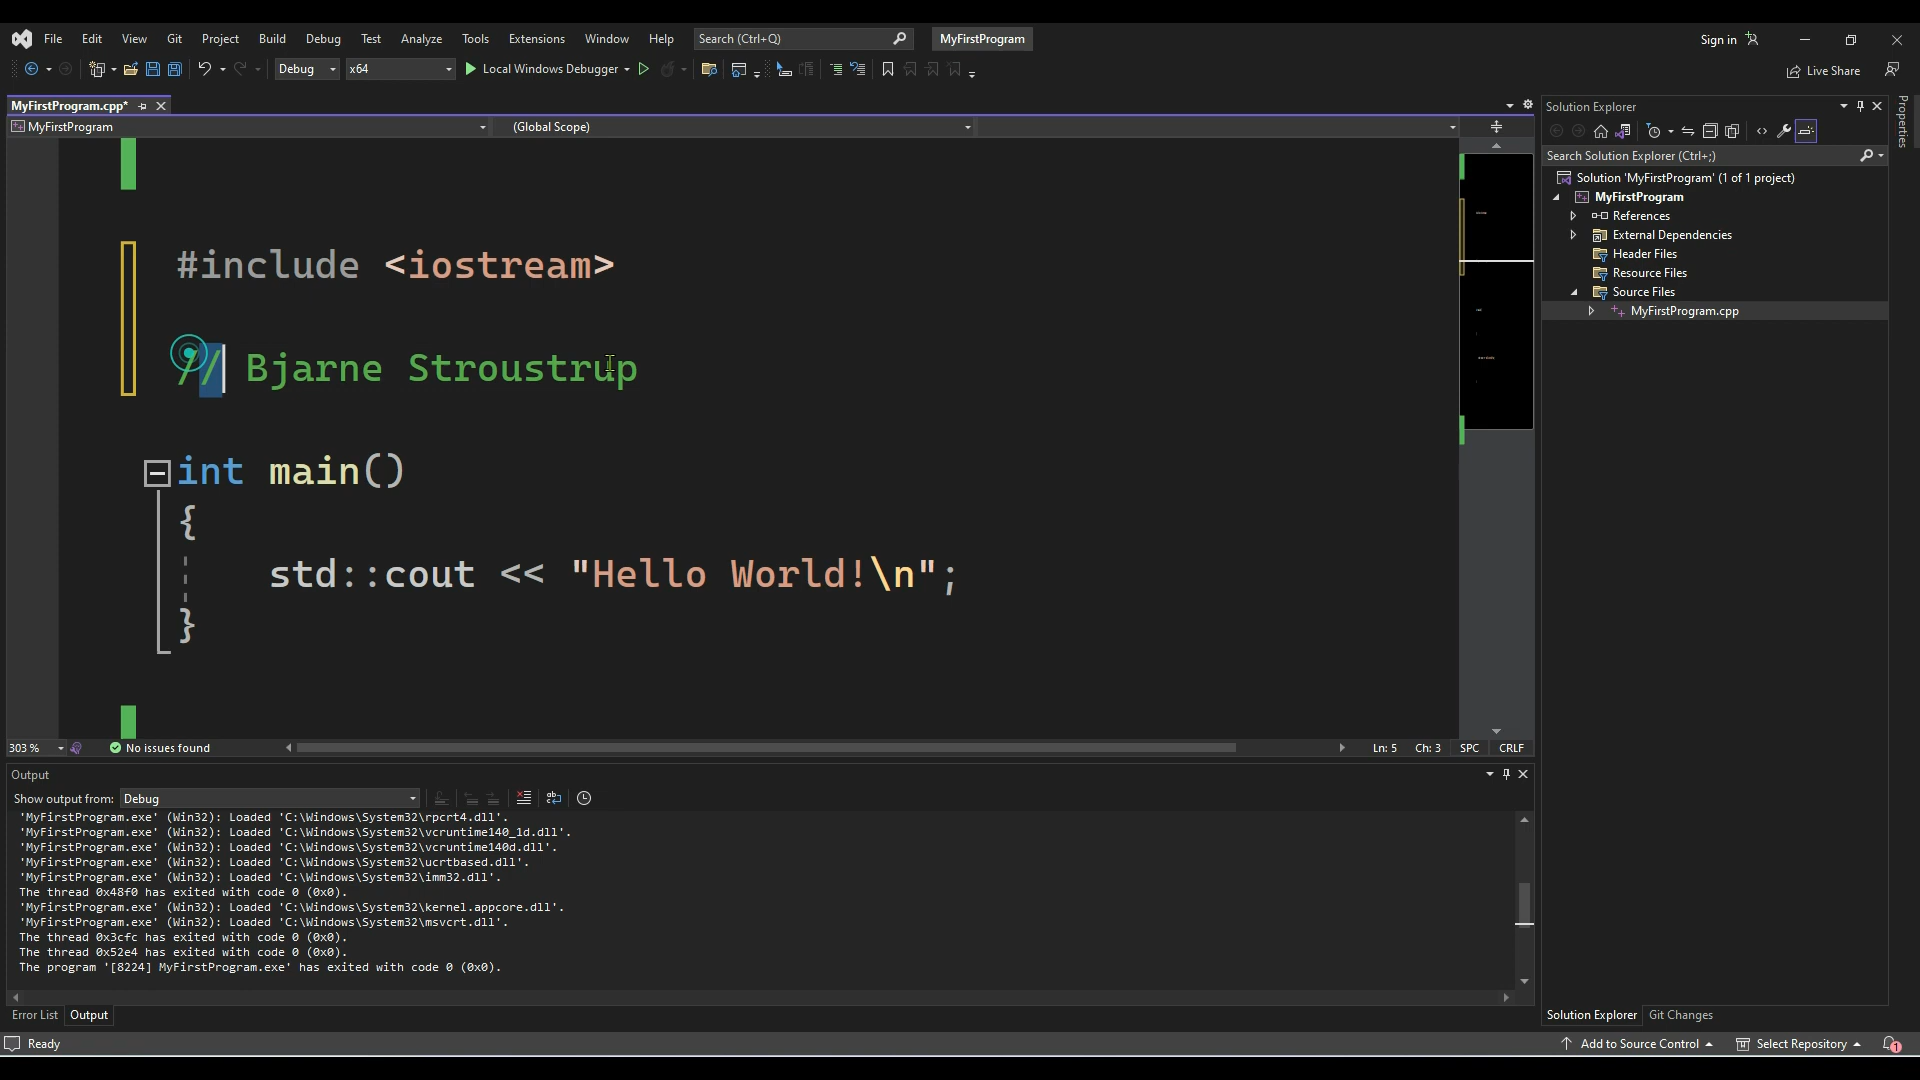 File Edit View Git Project Build Debug Test Analyze Tools Extensions Window Help Search (Ctrl+Q) MyFirstProgram Sign in
Debug x64 Local Windows Debugger Live Share
MyFirstProgram.cpp*
MyFirstProgram (Global Scope)
#include <iostream>
// Bjarne Stroustrup
int main()
{
std::cout << "Hello World!\n";
}
303 % No issues found Ln: 5 Ch: 3 SPC CRLF
Output
Show output from: Debug
'MyFirstProgram.exe' (Win32): Loaded 'C:\Windows\System32\rpcrt4.dll'.
'MyFirstProgram.exe' (Win32): Loaded 'C:\Windows\System32\vcruntime140_1d.dll'.
'MyFirstProgram.exe' (Win32): Loaded 'C:\Windows\System32\vcruntime140d.dll'.
'MyFirstProgram.exe' (Win32): Loaded 'C:\Windows\System32\ucrtbased.dll'.
'MyFirstProgram.exe' (Win32): Loaded 'C:\Windows\System32\imm32.dll'.
The thread 0x48f0 has exited with code 0 (0x0).
'MyFirstProgram.exe' (Win32): Loaded 'C:\Windows\System32\kernel.appcore.dll'.
'MyFirstProgram.exe' (Win32): Loaded 'C:\Windows\System32\msvcrt.dll'.
The thread 0x3cfc has exited with code 0 (0x0).
The thread 0x52e4 has exited with code 0 (0x0).
The program '[8224] MyFirstProgram.exe' has exited with code 0 (0x0).
Error List Output
Solution Explorer
Search Solution Explorer (Ctrl+;)
Solution 'MyFirstProgram' (1 of 1 project)
MyFirstProgram
References
External Dependencies
Header Files
Resource Files
Source Files
MyFirstProgram.cpp
Solution Explorer Git Changes
Properties
Ready Add to Source Control Select Repository 1